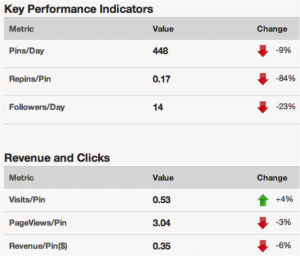 Key Performance Indicators
Metric Value Change
Pins/Day 448 -9%
Repins/Pin 0.17 -84%
Followers/Day 14 -23%
Revenue and Clicks
Metric Value Change
Visits/Pin 0.53 +4%
PageViews/Pin 3.04 -3%
Revenue/Pin($) 0.35 -6%